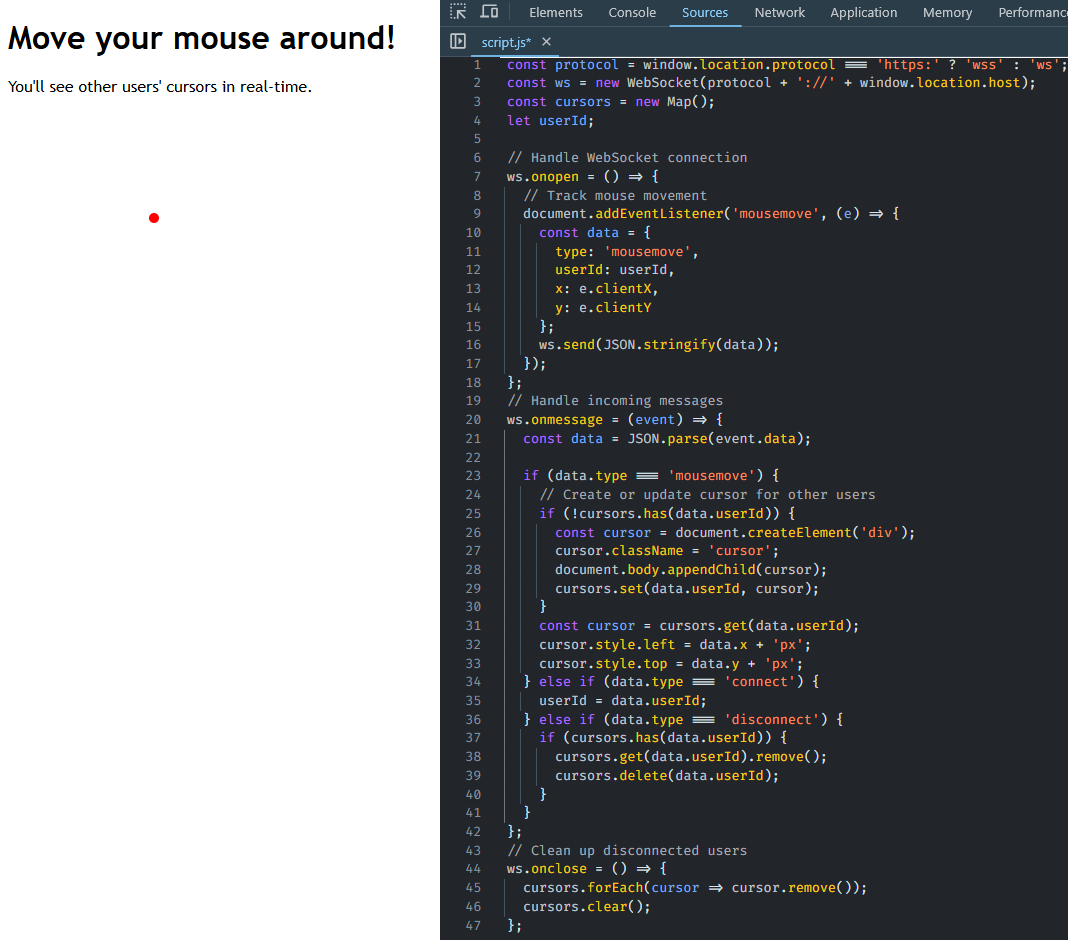 Move your mouse around!
You'll see other users' cursors in real-time.
Elements Console Sources Network Application Memory Performanc
script.js* ×
1 const protocol = window.location.protocol === 'https:' ? 'wss' : 'ws';
2 const ws = new WebSocket(protocol + '://' + window.location.host);
3 const cursors = new Map();
4 let userId;
5
6 // Handle WebSocket connection
7 ws.onopen = () => {
8   // Track mouse movement
9   document.addEventListener('mousemove', (e) => {
10     const data = {
11       type: 'mousemove',
12       userId: userId,
13       x: e.clientX,
14       y: e.clientY
15     };
16     ws.send(JSON.stringify(data));
17   });
18 };
19 // Handle incoming messages
20 ws.onmessage = (event) => {
21   const data = JSON.parse(event.data);
22
23   if (data.type === 'mousemove') {
24     // Create or update cursor for other users
25     if (!cursors.has(data.userId)) {
26       const cursor = document.createElement('div');
27       cursor.className = 'cursor';
28       document.body.appendChild(cursor);
29       cursors.set(data.userId, cursor);
30     }
31     const cursor = cursors.get(data.userId);
32     cursor.style.left = data.x + 'px';
33     cursor.style.top = data.y + 'px';
34   } else if (data.type === 'connect') {
35     userId = data.userId;
36   } else if (data.type === 'disconnect') {
37     if (cursors.has(data.userId)) {
38       cursors.get(data.userId).remove();
39       cursors.delete(data.userId);
40     }
41   }
42 };
43 // Clean up disconnected users
44 ws.onclose = () => {
45   cursors.forEach(cursor => cursor.remove());
46   cursors.clear();
47 };